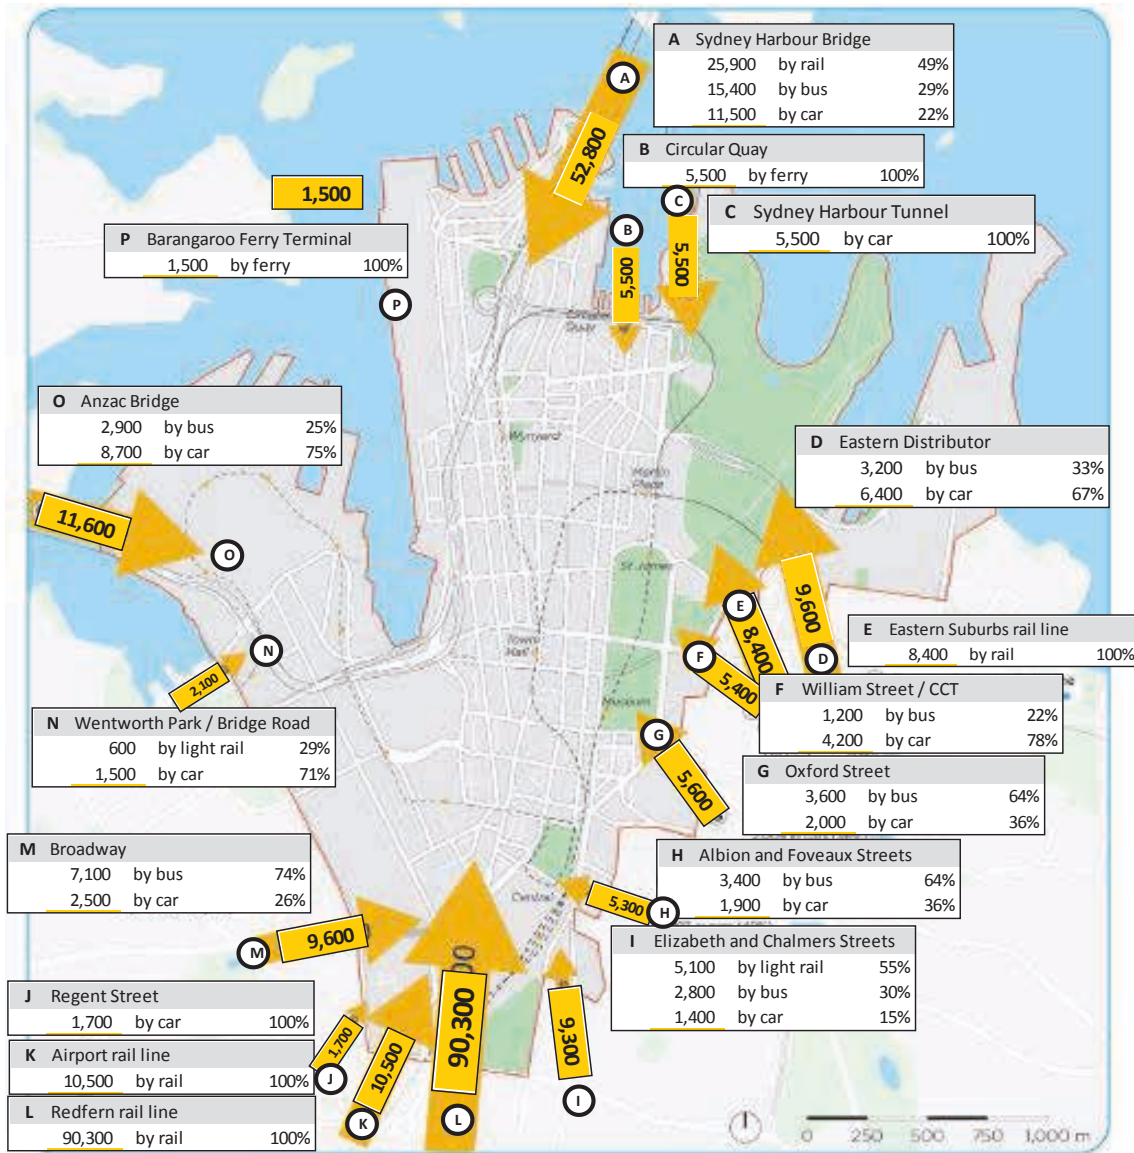 A Sydney Harbour Bridge
25,900 by rail 49%
15,400 by bus 29%
11,500 by car 22%
A
52,800
B Circular Quay
5,500 by ferry 100%
B
5,500
C
5,500
C Sydney Harbour Tunnel
5,500 by car 100%
1,500
P Barangaroo Ferry Terminal
1,500 by ferry 100%
P
Quay
Wynyard
Martin
Place
St James
Town
Hall
Museum
Central
O Anzac Bridge
2,900 by bus 25%
8,700 by car 75%
11,600
O
D Eastern Distributor
3,200 by bus 33%
6,400 by car 67%
9,600
D
E
8,400
E Eastern Suburbs rail line
8,400 by rail 100%
F
5,400
F William Street / CCT
1,200 by bus 22%
4,200 by car 78%
N
2,100
N Wentworth Park / Bridge Road
600 by light rail 29%
1,500 by car 71%
G
5,600
G Oxford Street
3,600 by bus 64%
2,000 by car 36%
M Broadway
7,100 by bus 74%
2,500 by car 26%
M
9,600
H Albion and Foveaux Streets
3,400 by bus 64%
1,900 by car 36%
5,300
H
I Elizabeth and Chalmers Streets
5,100 by light rail 55%
2,800 by bus 30%
1,400 by car 15%
9,300
I
J Regent Street
1,700 by car 100%
1,700
J
K Airport rail line
10,500 by rail 100%
10,500
K
L Redfern rail line
90,300 by rail 100%
90,300
L
0 250 500 750 1,000 m